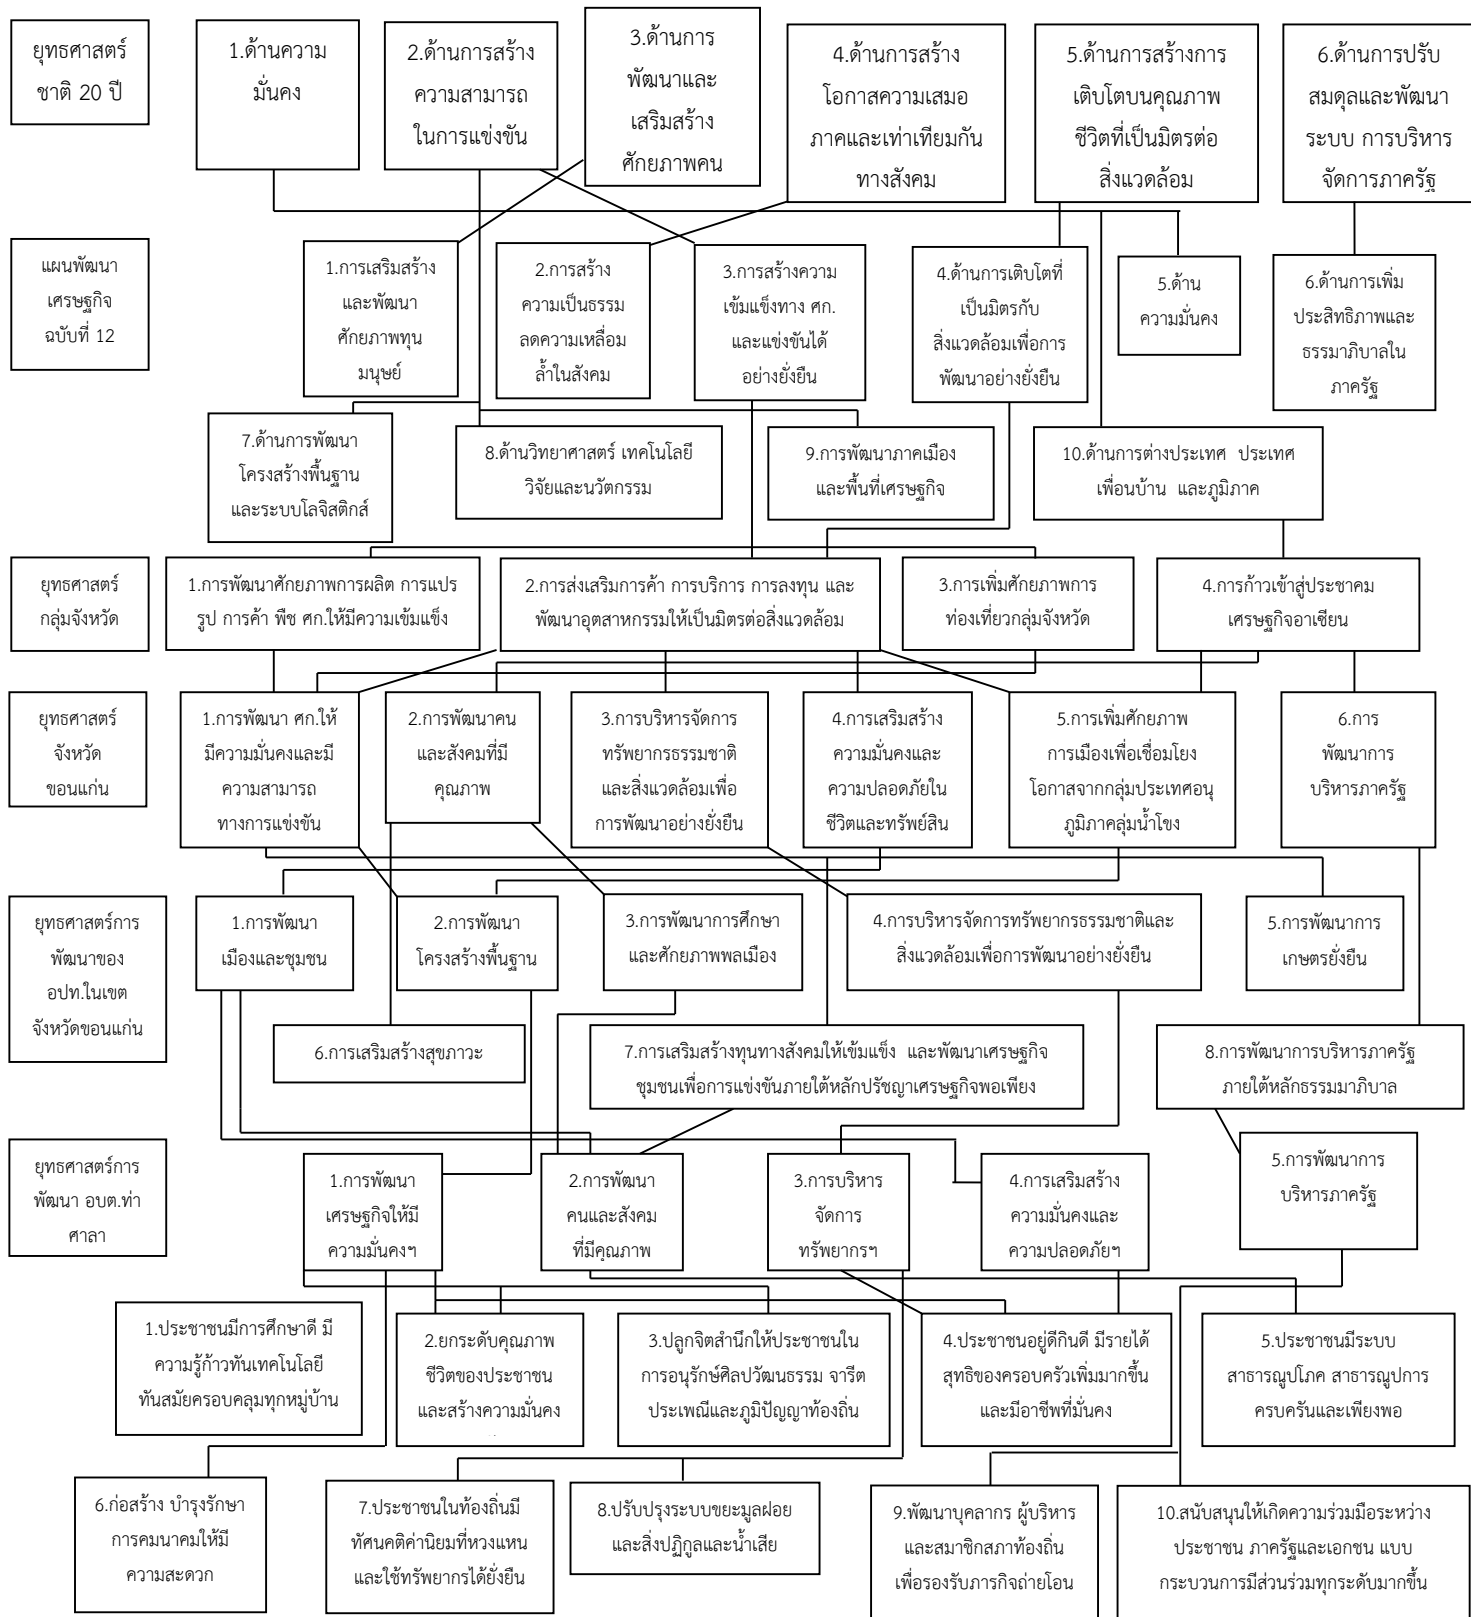 ยุทธศาสตร์
ชาติ 20 ปี
1.ด้านความ
มั่นคง
2.ด้านการสร้าง
ความสามารถ
ในการแข่งขัน
3.ด้านการ
พัฒนาและ
เสริมสร้าง
ศักยภาพคน
4.ด้านการสร้าง
โอกาสความเสมอ
ภาคและเท่าเทียมกัน
ทางสังคม
5.ด้านการสร้างการ
เติบโตบนคุณภาพ
ชีวิตที่เป็นมิตรต่อ
สิ่งแวดล้อม
6.ด้านการปรับ
สมดุลและพัฒนา
ระบบ การบริหาร
จัดการภาครัฐ
แผนพัฒนา
เศรษฐกิจ
ฉบับที่ 12
1.การเสริมสร้าง
และพัฒนา
ศักยภาพทุน
มนุษย์
2.การสร้าง
ความเป็นธรรม
ลดความเหลื่อม
ล้ำในสังคม
3.การสร้างความ
เข้มแข็งทาง ศก.
และแข่งขันได้
อย่างยั่งยืน
4.ด้านการเติบโตที่
เป็นมิตรกับ
สิ่งแวดล้อมเพื่อการ
พัฒนาอย่างยั่งยืน
5.ด้าน
ความมั่นคง
6.ด้านการเพิ่ม
ประสิทธิภาพและ
ธรรมาภิบาลใน
ภาครัฐ
7.ด้านการพัฒนา
โครงสร้างพื้นฐาน
และระบบโลจิสติกส์
8.ด้านวิทยาศาสตร์ เทคโนโลยี
วิจัยและนวัตกรรม
9.การพัฒนาภาคเมือง
และพื้นที่เศรษฐกิจ
10.ด้านการต่างประเทศ ประเทศ
เพื่อนบ้าน และภูมิภาค
ยุทธศาสตร์
กลุ่มจังหวัด
1.การพัฒนาศักยภาพการผลิต การแปร
รูป การค้า พืช ศก.ให้มีความเข้มแข็ง
2.การส่งเสริมการค้า การบริการ การลงทุน และ
พัฒนาอุตสาหกรรมให้เป็นมิตรต่อสิ่งแวดล้อม
3.การเพิ่มศักยภาพการ
ท่องเที่ยวกลุ่มจังหวัด
4.การก้าวเข้าสู่ประชาคม
เศรษฐกิจอาเซียน
ยุทธศาสตร์
จังหวัด
ขอนแก่น
1.การพัฒนา ศก.ให้
มีความมั่นคงและมี
ความสามารถ
ทางการแข่งขัน
2.การพัฒนาคน
และสังคมที่มี
คุณภาพ
3.การบริหารจัดการ
ทรัพยากรธรรมชาติ
และสิ่งแวดล้อมเพื่อ
การพัฒนาอย่างยั่งยืน
4.การเสริมสร้าง
ความมั่นคงและ
ความปลอดภัยใน
ชีวิตและทรัพย์สิน
5.การเพิ่มศักยภาพ
การเมืองเพื่อเชื่อมโยง
โอกาสจากกลุ่มประเทศอนุ
ภูมิภาคลุ่มน้ำโขง
6.การ
พัฒนาการ
บริหารภาครัฐ
ยุทธศาสตร์การ
พัฒนาของ
อปท.ในเขต
จังหวัดขอนแก่น
1.การพัฒนา
เมืองและชุมชน
2.การพัฒนา
โครงสร้างพื้นฐาน
3.การพัฒนาการศึกษา
และศักยภาพพลเมือง
4.การบริหารจัดการทรัพยากรธรรมชาติและ
สิ่งแวดล้อมเพื่อการพัฒนาอย่างยั่งยืน
5.การพัฒนาการ
เกษตรยั่งยืน
6.การเสริมสร้างสุขภาวะ
7.การเสริมสร้างทุนทางสังคมให้เข้มแข็ง และพัฒนาเศรษฐกิจ
ชุมชนเพื่อการแข่งขันภายใต้หลักปรัชญาเศรษฐกิจพอเพียง
8.การพัฒนาการบริหารภาครัฐ
ภายใต้หลักธรรมมาภิบาล
ยุทธศาสตร์การ
พัฒนา อบต.ท่า
ศาลา
1.การพัฒนา
เศรษฐกิจให้มี
ความมั่นคงฯ
2.การพัฒนา
คนและสังคม
ที่มีคุณภาพ
3.การบริหาร
จัดการ
ทรัพยากรฯ
4.การเสริมสร้าง
ความมั่นคงและ
ความปลอดภัยฯ
5.การพัฒนาการ
บริหารภาครัฐ
1.ประชาชนมีการศึกษาดี มี
ความรู้ก้าวทันเทคโนโลยี
ทันสมัยครอบคลุมทุกหมู่บ้าน
2.ยกระดับคุณภาพ
ชีวิตของประชาชน
และสร้างความมั่นคง
3.ปลูกจิตสำนึกให้ประชาชนใน
การอนุรักษ์ศิลปวัฒนธรรม จารีต
ประเพณีและภูมิปัญญาท้องถิ่น
4.ประชาชนอยู่ดีกินดี มีรายได้
สุทธิของครอบครัวเพิ่มมากขึ้น
และมีอาชีพที่มั่นคง
5.ประชาชนมีระบบ
สาธารณูปโภค สาธารณูปการ
ครบครันและเพียงพอ
6.ก่อสร้าง บำรุงรักษา
การคมนาคมให้มี
ความสะดวก
7.ประชาชนในท้องถิ่นมี
ทัศนคติค่านิยมที่หวงแหน
และใช้ทรัพยากรได้ยั่งยืน
8.ปรับปรุงระบบขยะมูลฝอย
และสิ่งปฏิกูลและน้ำเสีย
9.พัฒนาบุคลากร ผู้บริหาร
และสมาชิกสภาท้องถิ่น
เพื่อรองรับภารกิจถ่ายโอน
10.สนับสนุนให้เกิดความร่วมมือระหว่าง
ประชาชน ภาครัฐและเอกชน แบบ
กระบวนการมีส่วนร่วมทุกระดับมากขึ้น